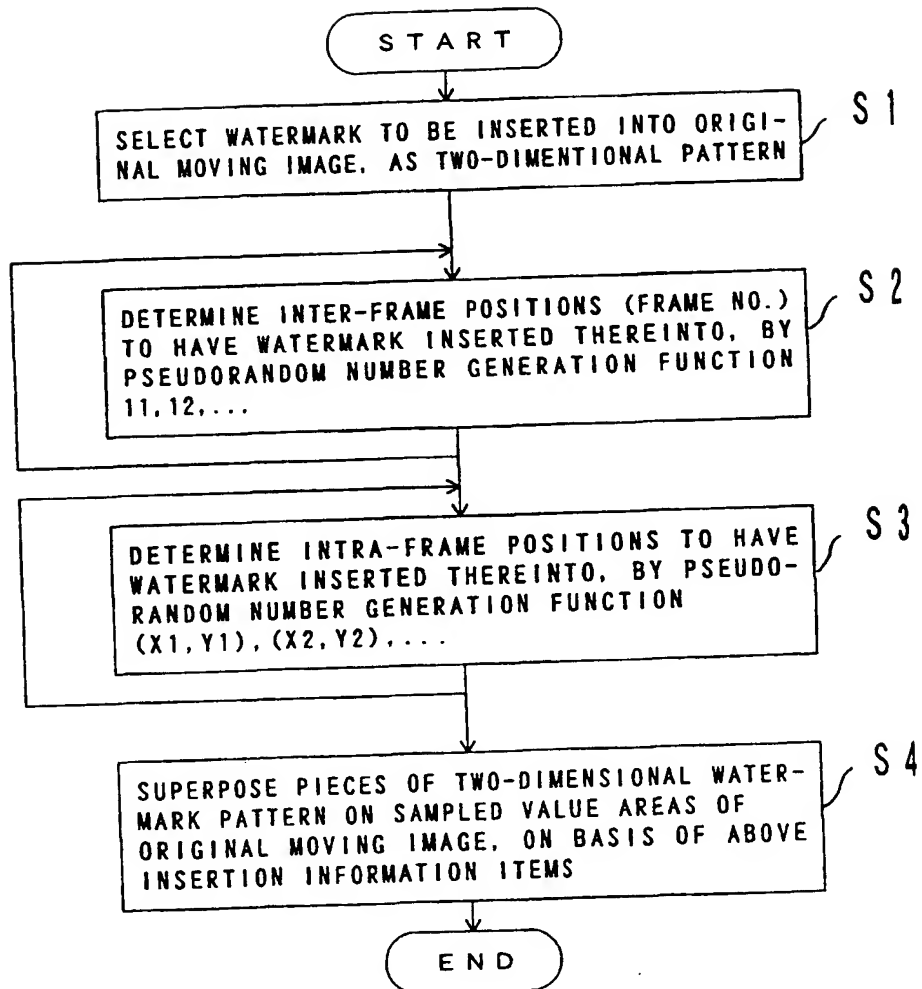 START
SELECT WATERMARK TO BE INSERTED INTO ORIGI-
NAL MOVING IMAGE, AS TWO-DIMENTIONAL PATTERN
S1
DETERMINE INTER-FRAME POSITIONS (FRAME NO.)
TO HAVE WATERMARK INSERTED THEREINTO, BY
PSEUDORANDOM NUMBER GENERATION FUNCTION
11,12,...
S2
DETERMINE INTRA-FRAME POSITIONS TO HAVE
WATERMARK INSERTED THEREINTO, BY PSEUDO-
RANDOM NUMBER GENERATION FUNCTION
(X1,Y1),(X2,Y2),....
S3
SUPERPOSE PIECES OF TWO-DIMENSIONAL WATER-
MARK PATTERN ON SAMPLED VALUE AREAS OF
ORIGINAL MOVING IMAGE, ON BASIS OF ABOVE
INSERTION INFORMATION ITEMS
S4
END